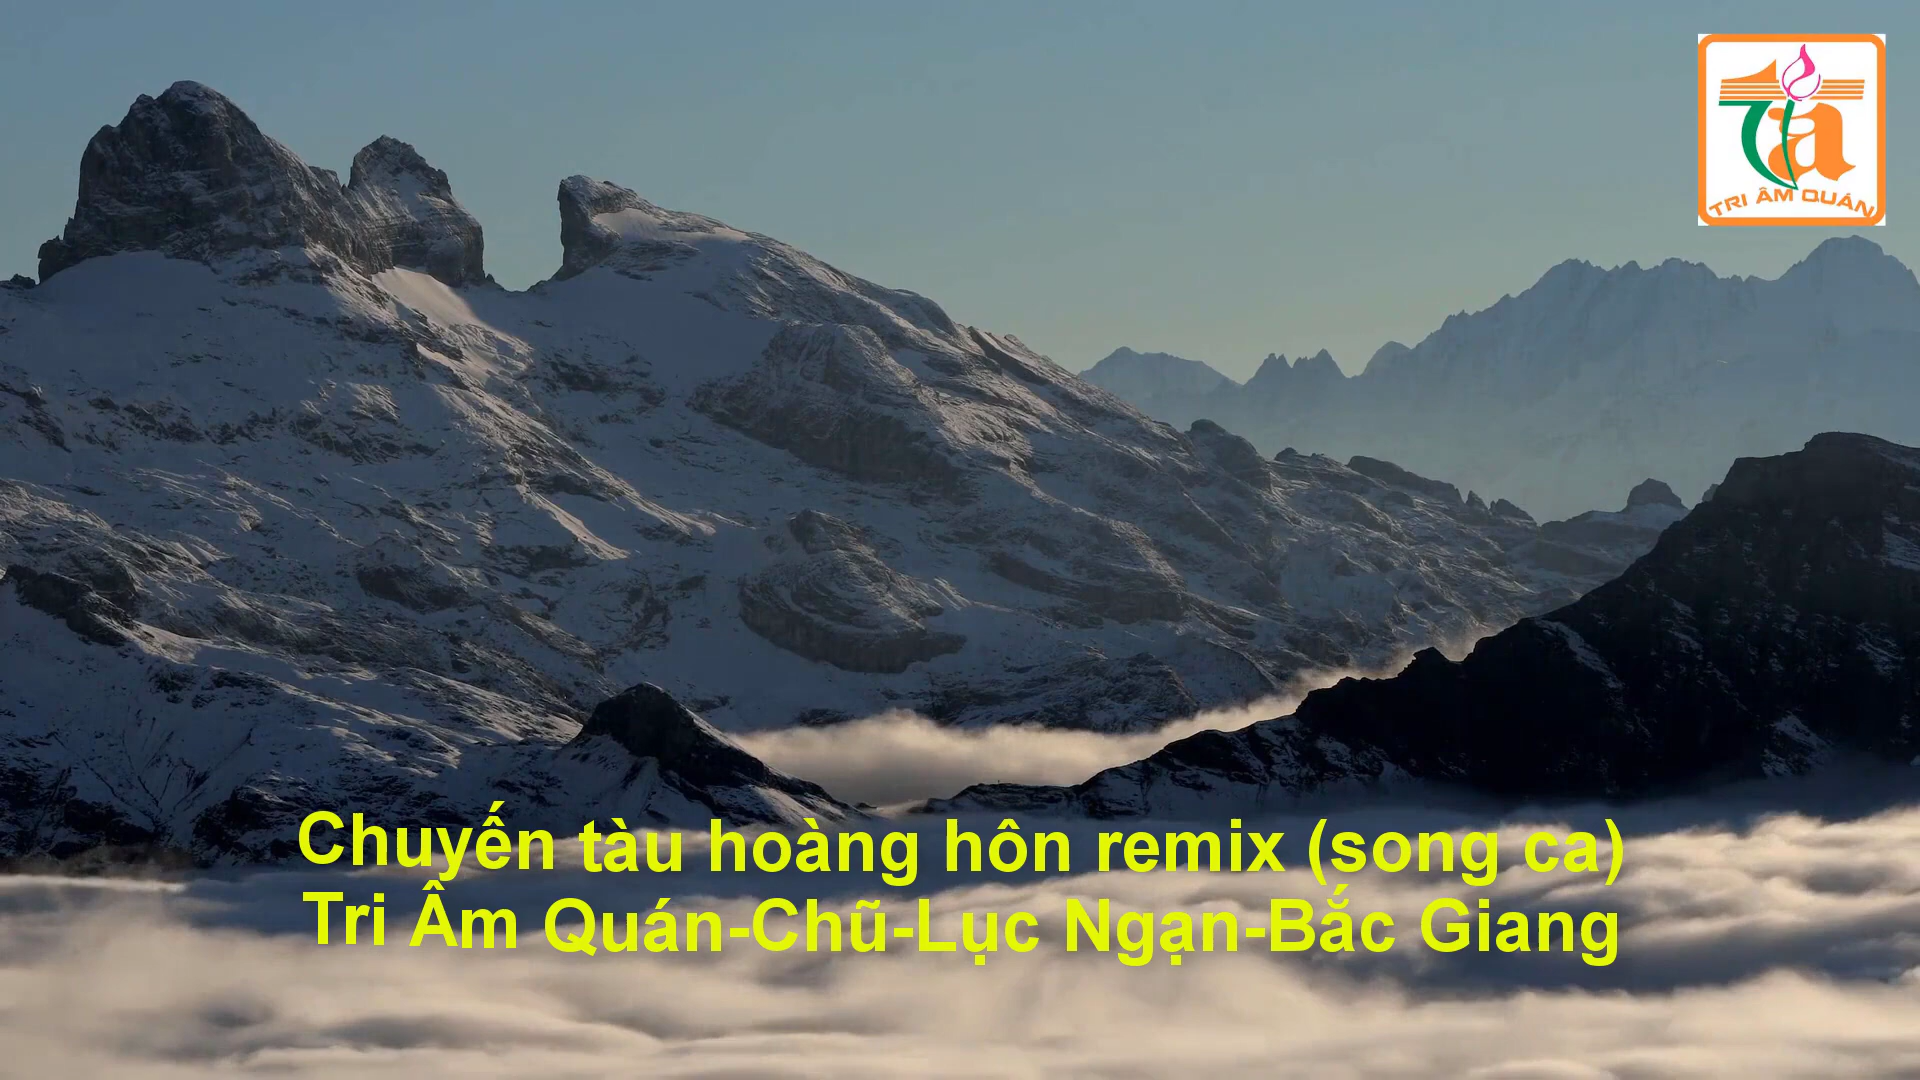 TRI ÂM QUÁN
Chuyến tàu hoàng hôn remix (song ca)
Tri Âm Quán-Chũ-Lục Ngạn-Bắc Giang